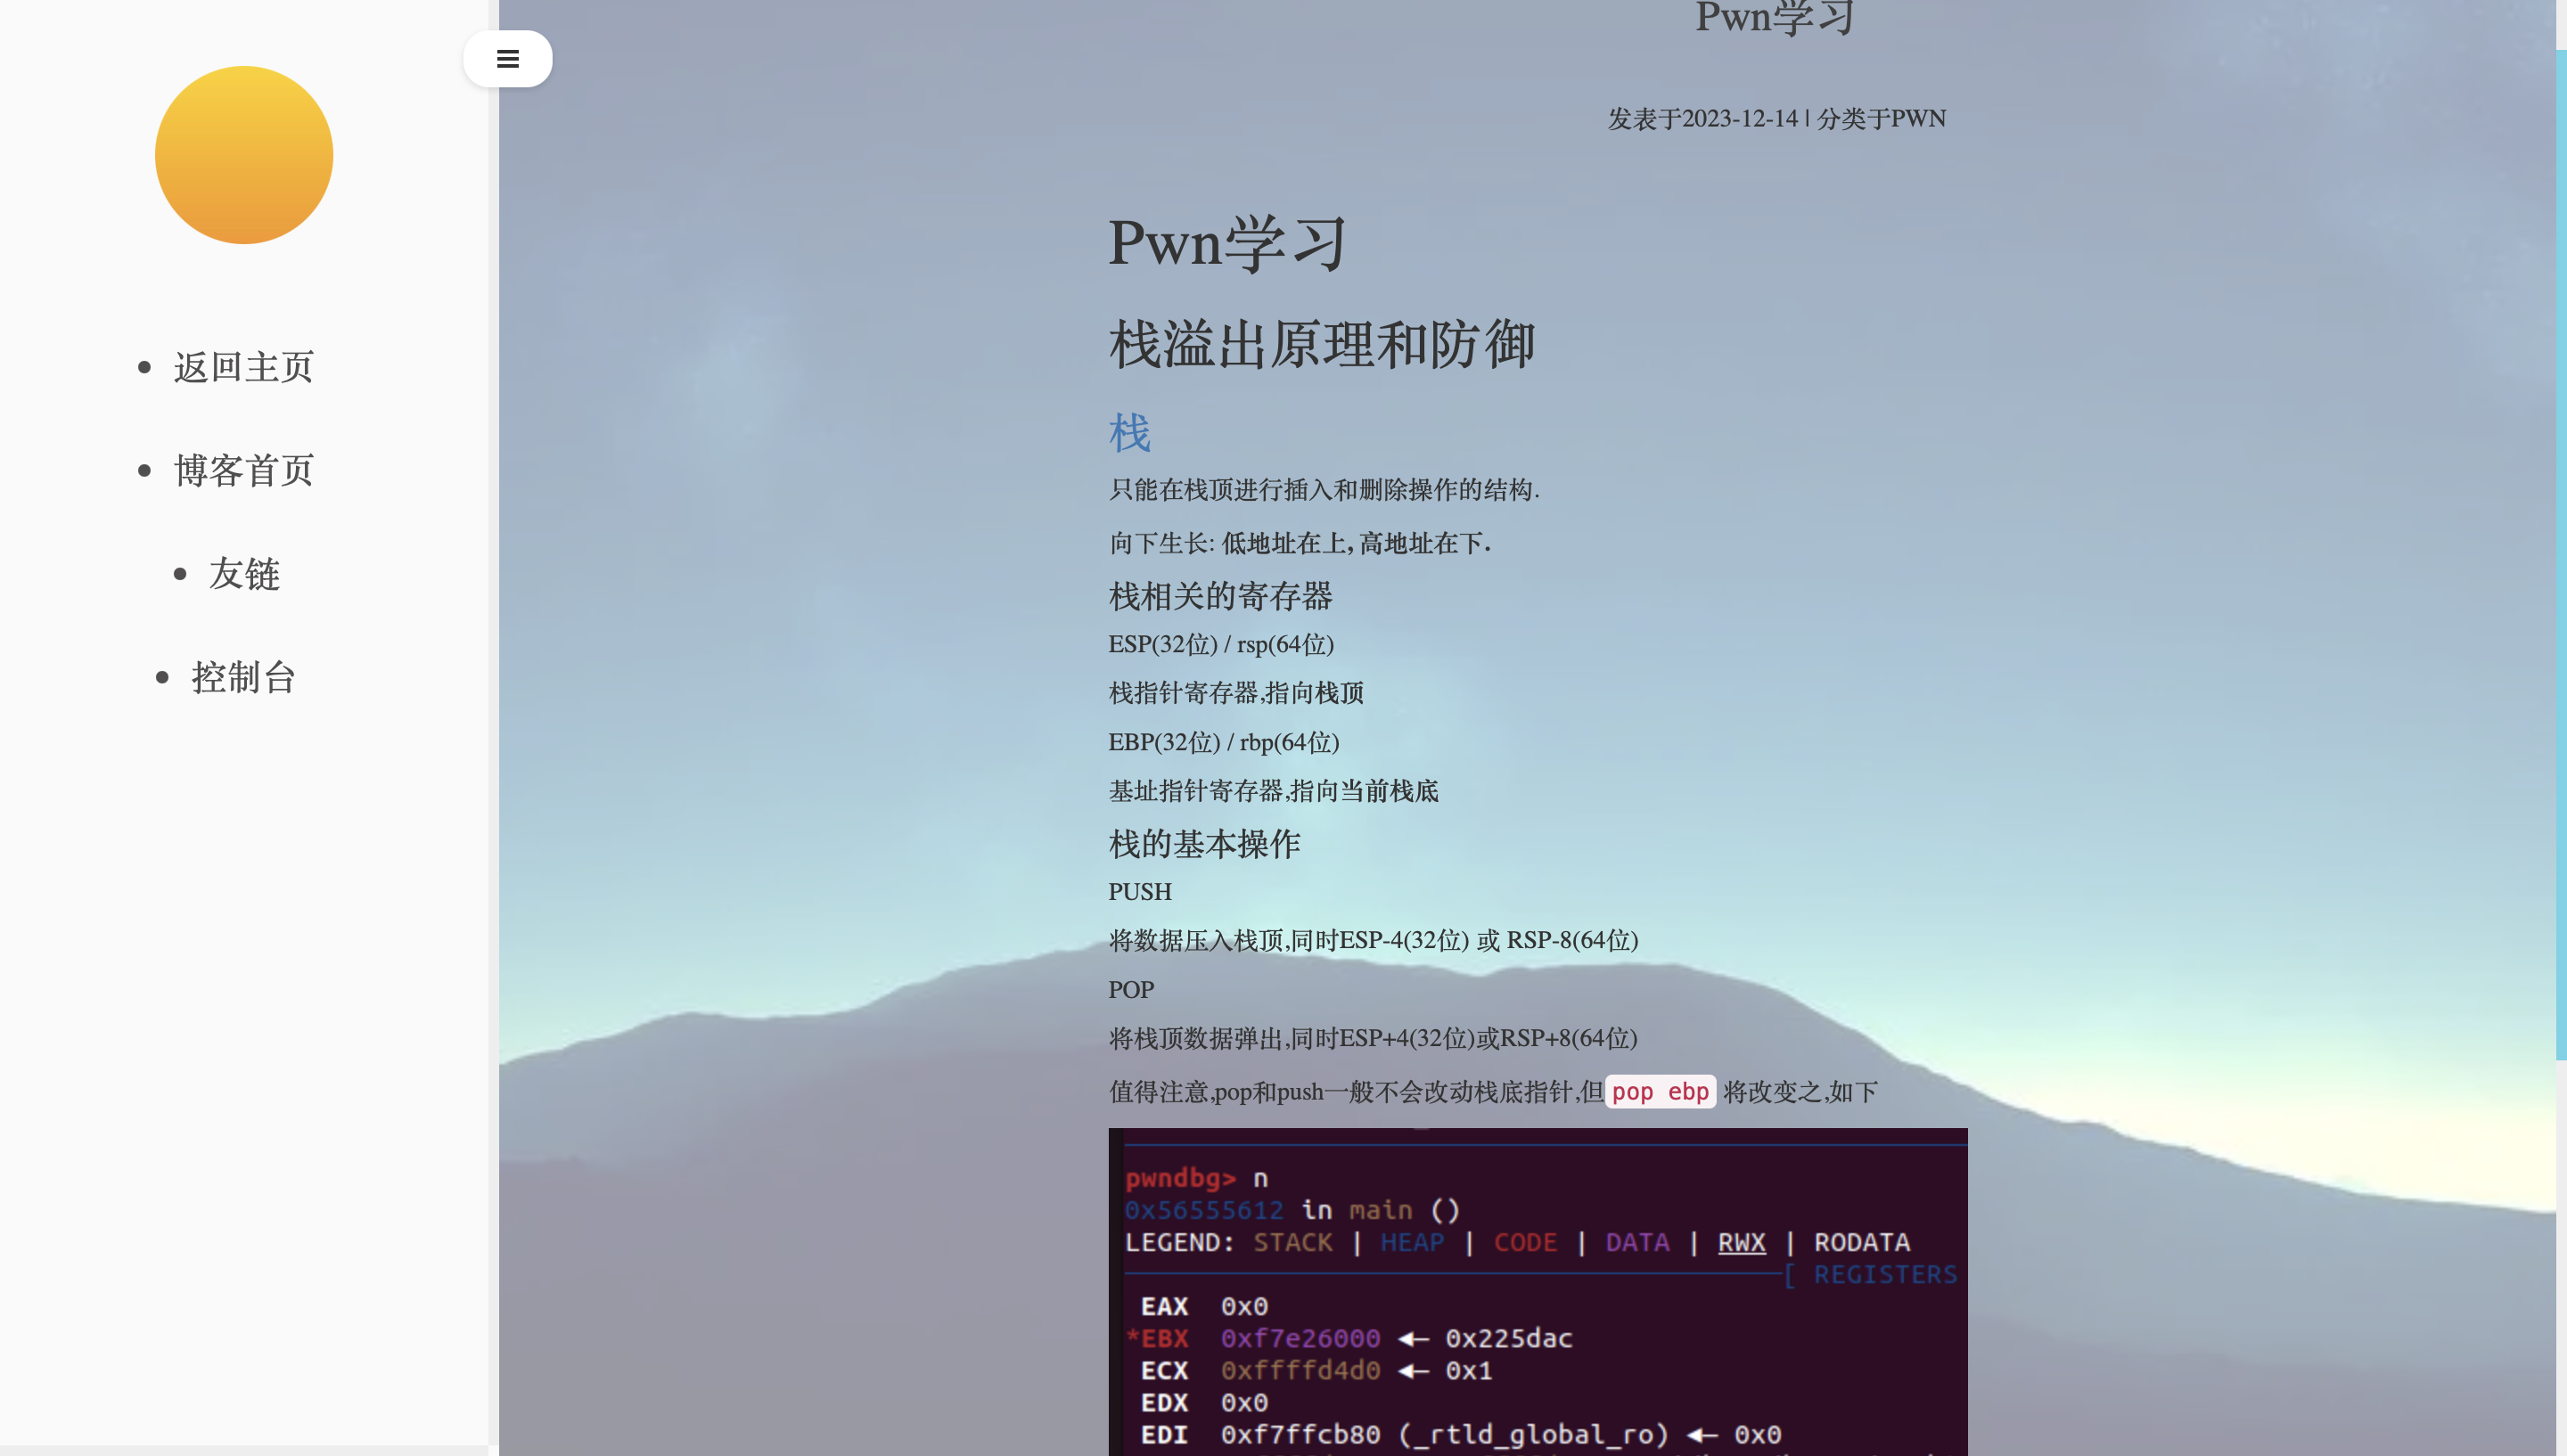 返回主页
博客首页
友链
控制台
Pwn学习
发表于2023-12-14 | 分类于PWN
Pwn学习
栈溢出原理和防御
栈
只能在栈顶进行插入和删除操作的结构.
向下生长: 低地址在上, 高地址在下.
栈相关的寄存器
ESP(32位) / rsp(64位)
栈指针寄存器,指向栈顶
EBP(32位) / rbp(64位)
基址指针寄存器,指向当前栈底
栈的基本操作
PUSH
将数据压入栈顶,同时ESP-4(32位) 或 RSP-8(64位)
POP
将栈顶数据弹出,同时ESP+4(32位)或RSP+8(64位)
值得注意,pop和push一般不会改动栈底指针,但pop ebp 将改变之,如下
pwndbg> n
0x56555612 in main ()
LEGEND: STACK | HEAP | CODE | DATA | RWX | RODATA
[ REGISTERS
EAX 0x0
*EBX 0xf7e26000 ◄— 0x225dac
ECX 0xffffd4d0 ◄— 0x1
EDX 0x0
EDI 0xf7ffcb80 (_rtld_global_ro) ◄— 0x0